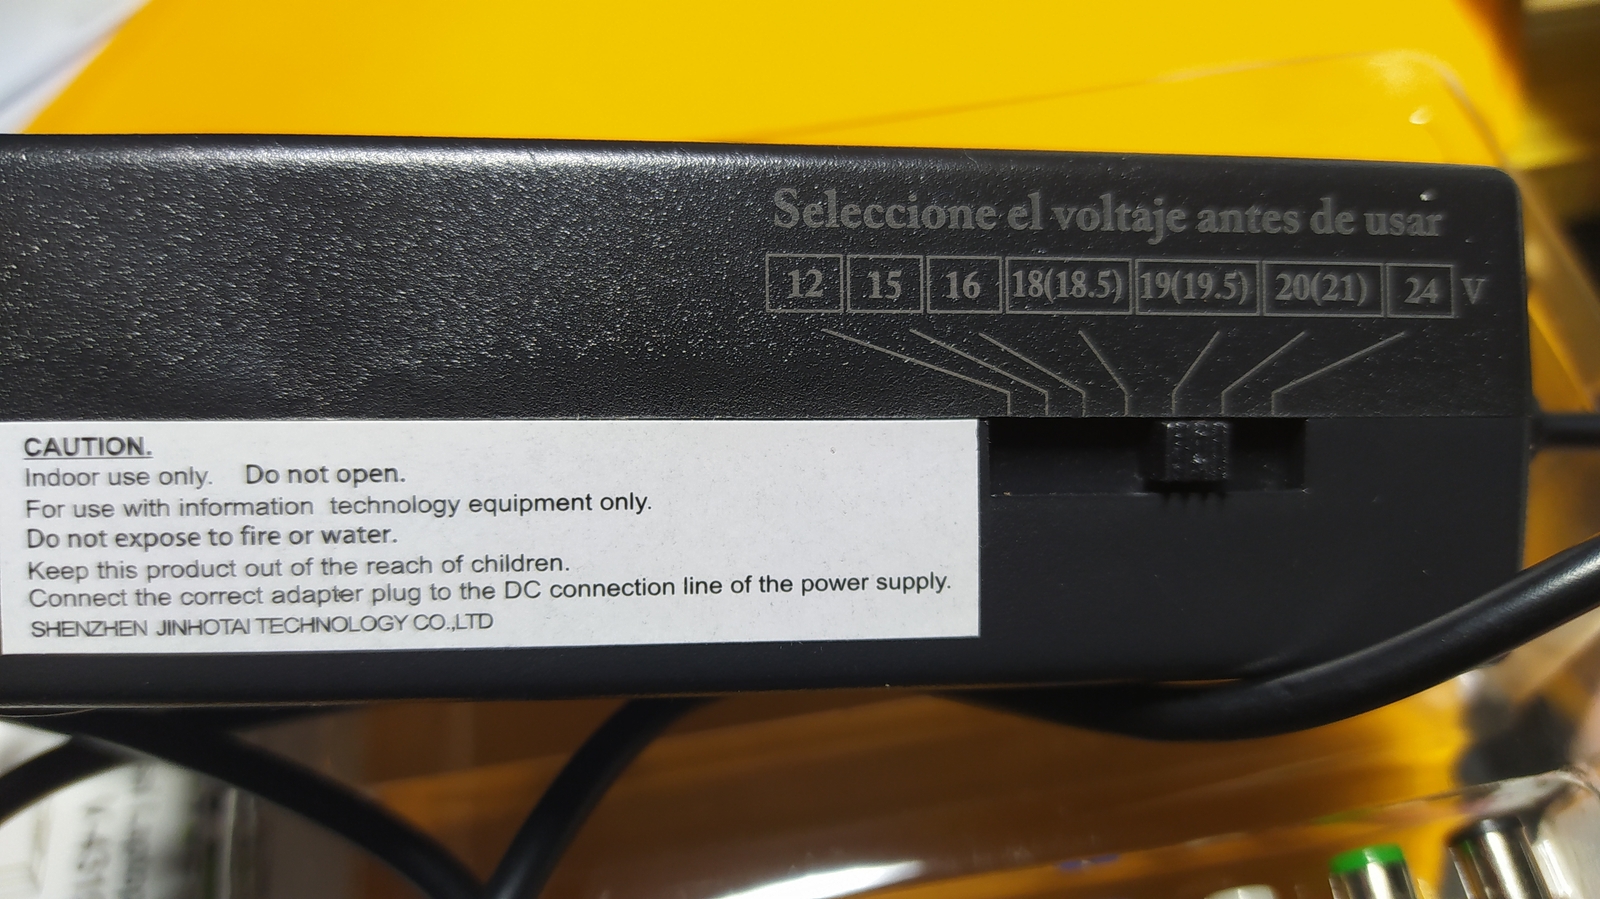 Seleccione el voltaje antes de usar
12 15 16 18(18.5) 19(19.5) 20(21) 24 V
CAUTION.
Indoor use only. Do not open.
For use with information technology equipment only.
Do not expose to fire or water.
Keep this product out of the reach of children.
Connect the correct adapter plug to the DC connection line of the power supply.
SHENZHEN JINHOTAI TECHNOLOGY CO.,LTD